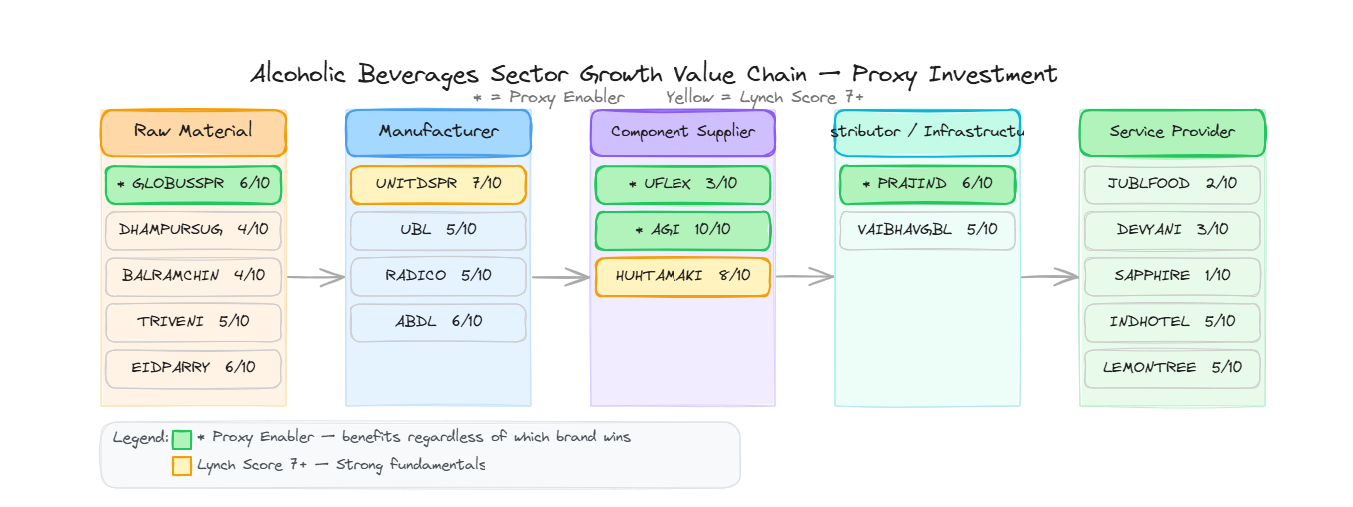 Alcoholic Beverages Sector Growth Value Chain — Proxy Investment
* = Proxy Enabler Yellow = Lynch Score 7+
Raw Material
* GLOBUSSPR 6/10
DHAMPURSUG 4/10
BALRAMCHIN 4/10
TRIVENI 5/10
EIDPARRY 6/10
Manufacturer
UNITDSPR 7/10
UBL 5/10
RADICO 5/10
ABDL 6/10
Component Supplier
* UFLEX 3/10
* AGI 10/10
HUHTAMAKI 8/10
stributor / Infrastructu
* PRAJIND 6/10
VAIBHAVGBL 5/10
Service Provider
JUBLFOOD 2/10
DEVYANI 3/10
SAPPHIRE 1/10
INDHOTEL 5/10
LEMONTREE 5/10
Legend: * Proxy Enabler — benefits regardless of which brand wins
Lynch Score 7+ — Strong fundamentals